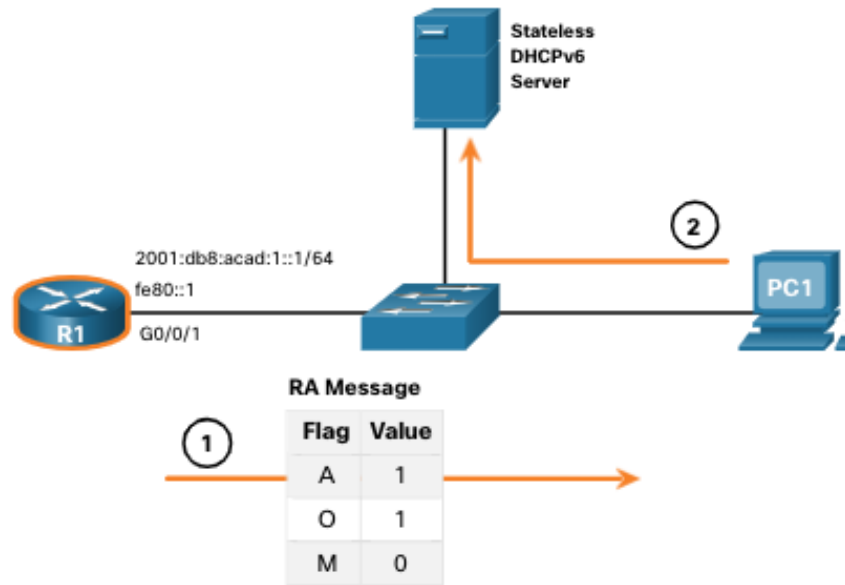 Stateless
DHCPv6
Server
2
2001:db8:acad:1::1/64
fe80::1
PC1
R1
G0/0/1
RA Message
1
Flag Value
A 1
O 1
M 0